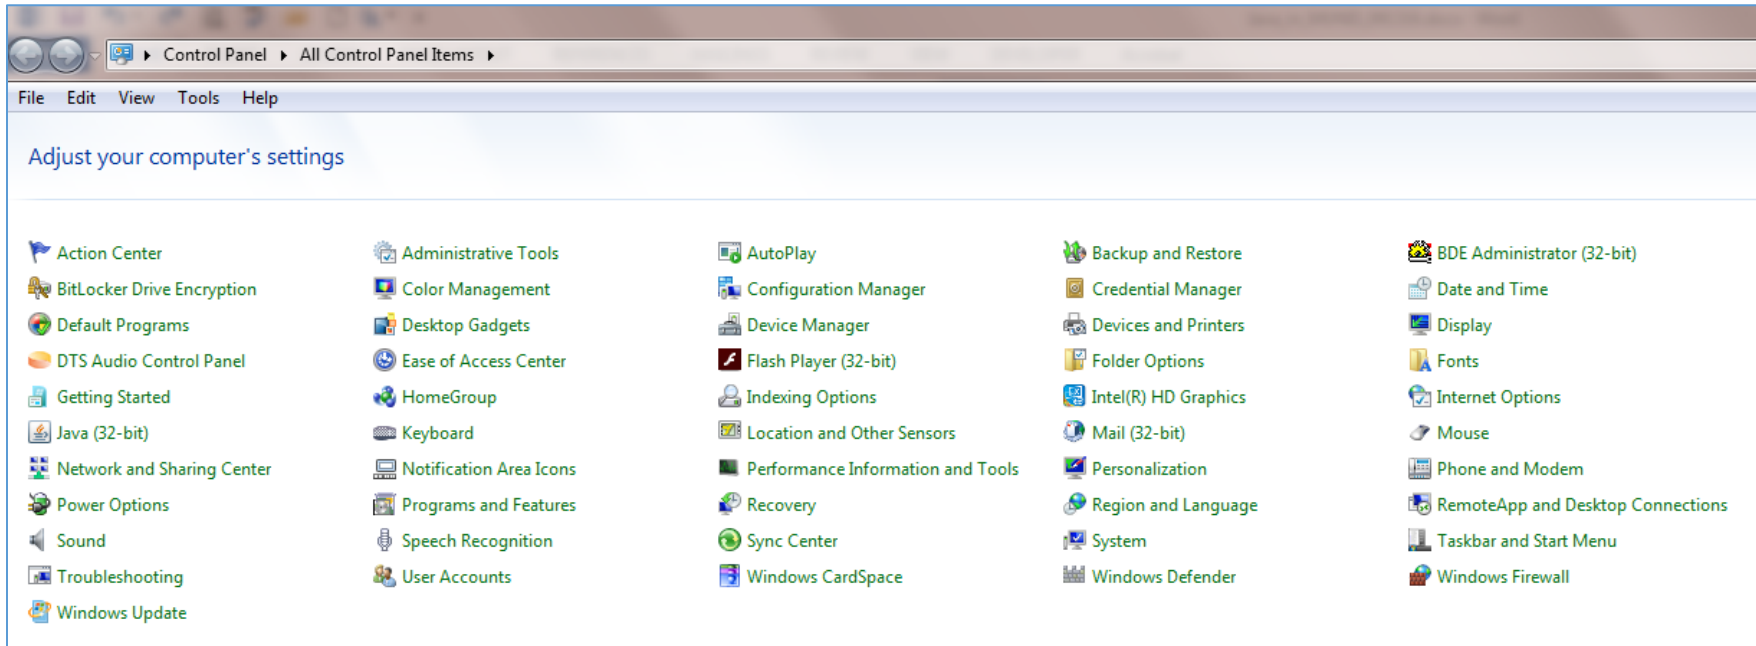 Control Panel All Control Panel Items
File Edit View Tools Help
Adjust your computer's settings
Action Center Administrative Tools AutoPlay Backup and Restore BDE Administrator (32-bit)
BitLocker Drive Encryption Color Management Configuration Manager Credential Manager Date and Time
Default Programs Desktop Gadgets Device Manager Devices and Printers Display
DTS Audio Control Panel Ease of Access Center Flash Player (32-bit) Folder Options Fonts
Getting Started HomeGroup Indexing Options Intel(R) HD Graphics Internet Options
Java (32-bit) Keyboard Location and Other Sensors Mail (32-bit) Mouse
Network and Sharing Center Notification Area Icons Performance Information and Tools Personalization Phone and Modem
Power Options Programs and Features Recovery Region and Language RemoteApp and Desktop Connections
Sound Speech Recognition Sync Center System Taskbar and Start Menu
Troubleshooting User Accounts Windows CardSpace Windows Defender Windows Firewall
Windows Update